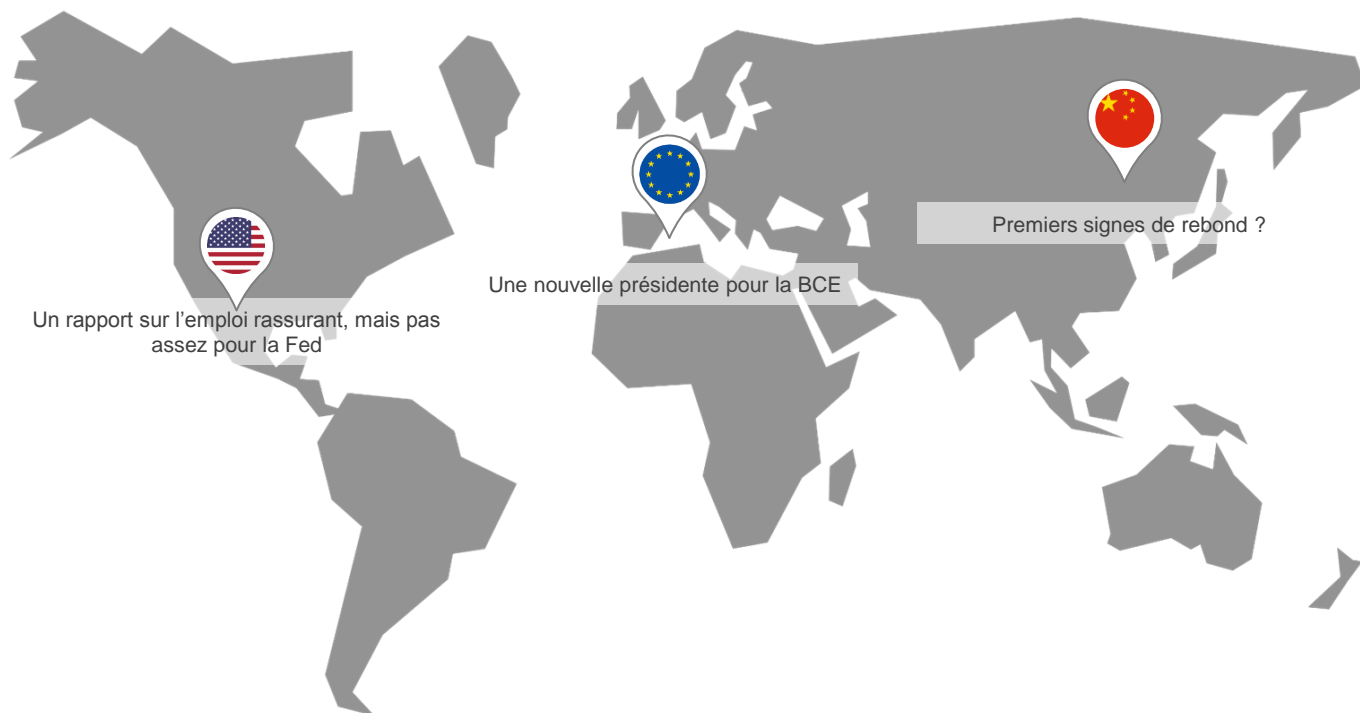 Premiers signes de rebond ?
Une nouvelle présidente pour la BCE
Un rapport sur l’emploi rassurant, mais pas
assez pour la Fed